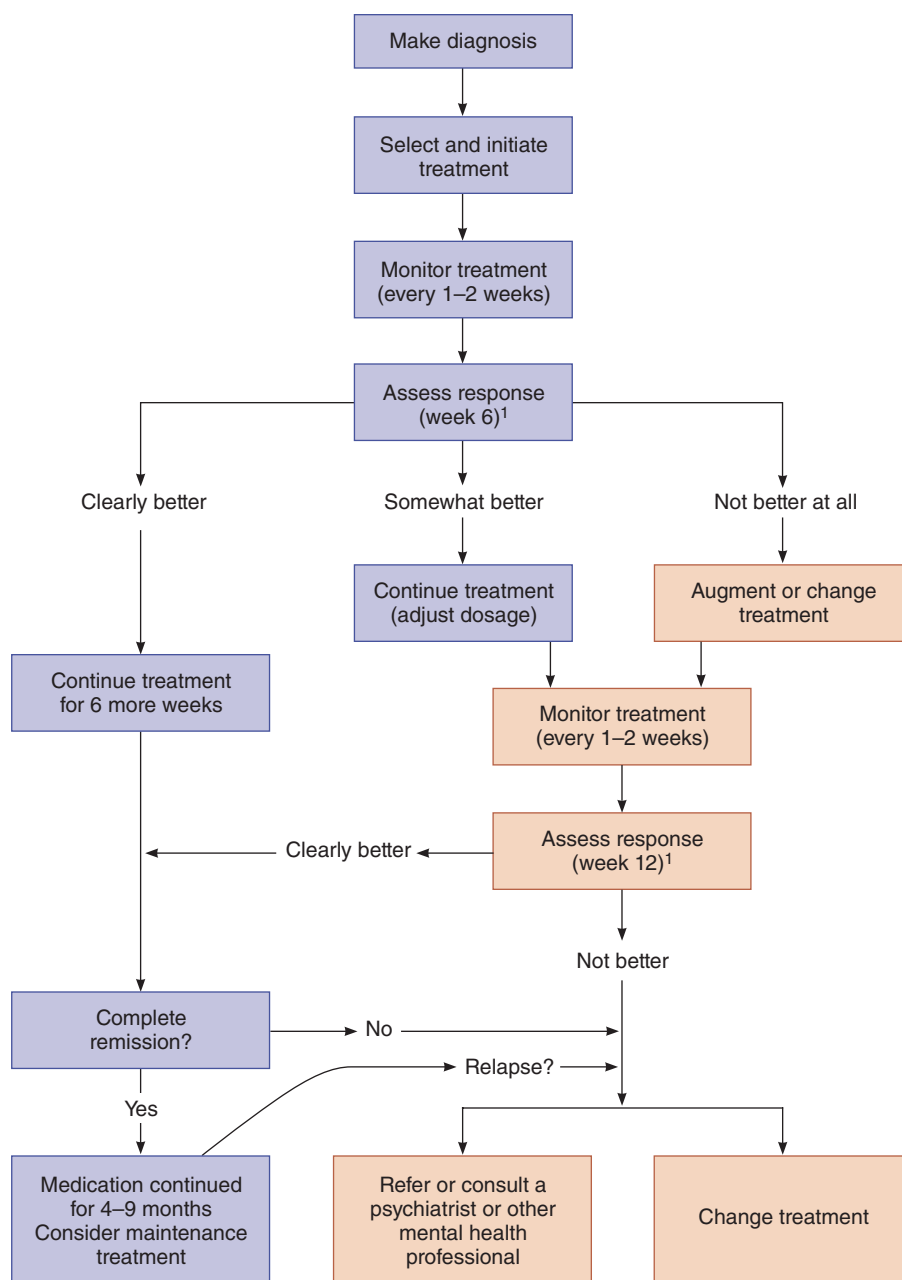 Make diagnosis
Select and initiate
treatment
Monitor treatment
(every 1–2 weeks)
Assess response
(week 6)1
Clearly better
Somewhat better
Not better at all
Continue treatment
(adjust dosage)
Augment or change
treatment
Continue treatment
for 6 more weeks
Monitor treatment
(every 1–2 weeks)
Clearly better
Assess response
(week 12)1
Not better
Complete
remission?
No
Relapse?
Yes
Medication continued
for 4–9 months
Consider maintenance
treatment
Refer or consult a
psychiatrist or other
mental health
professional
Change treatment